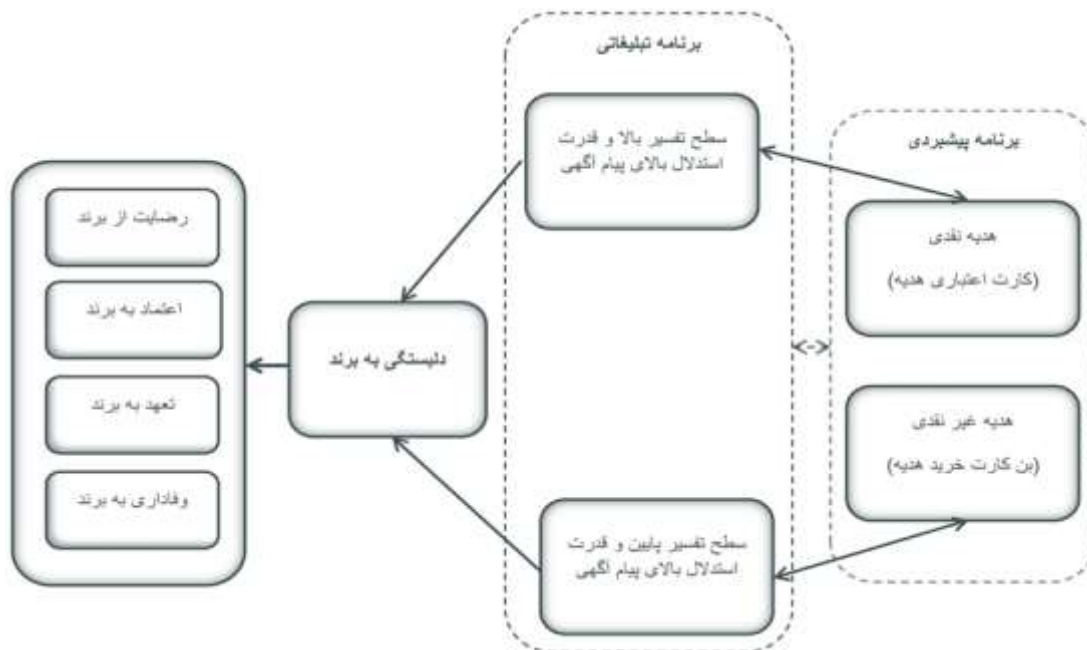 برنامه تبلیغاتی
برنامه پیشبردی
سطح تفسیر بالا و قدرت
استدلال بالای پیام آگهی
هدیه نقدی
(کارت اعتباری هدیه)
هدیه غیر نقدی
(بن کارت خرید هدیه)
سطح تفسیر پایین و قدرت
استدلال بالای پیام آگهی
دلبستگی به برند
رضایت از برند
اعتماد به برند
تعهد به برند
وفاداری به برند